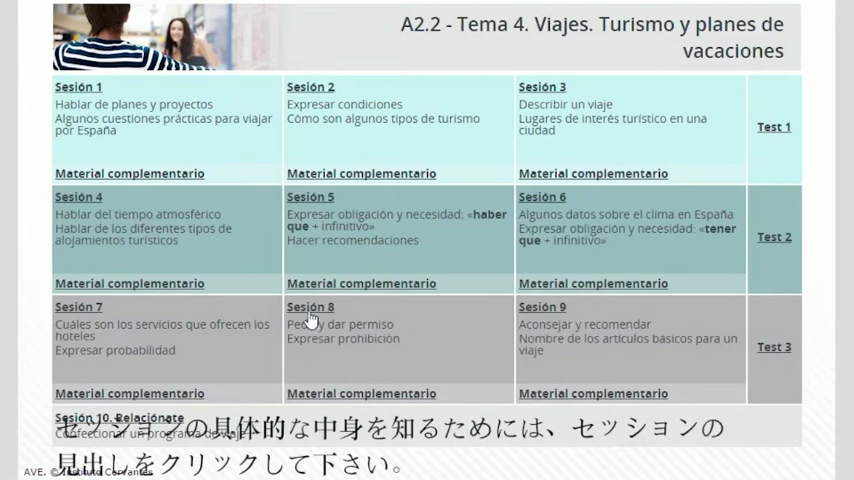 A2.2 - Tema 4. Viajes. Turismo y planes de
vacaciones
Sesión 1
Hablar de planes y proyectos
Algunos cuestiones prácticas para viajar
por España
Material complementario
Sesión 2
Expresar condiciones
Cómo son algunos tipos de turismo
Material complementario
Sesión 3
Describir un viaje
Lugares de interés turístico en una
ciudad
Material complementario
Test 1
Sesión 4
Hablar del tiempo atmosférico
Hablar de los diferentes tipos de
alojamientos turísticos
Material complementario
Sesión 5
Expresar obligación y necesidad: «haber
que + infinitivo»
Hacer recomendaciones
Material complementario
Sesión 6
Algunos datos sobre el clima en España
Expresar obligación y necesidad: «tener
que + infinitivo»
Material complementario
Test 2
Sesión 7
Cuáles son los servicios que ofrecen los
hoteles
Expresar probabilidad
Material complementario
Sesión 8
y dar permiso
Expresar prohibición
Material complementario
Sesión 9
Aconsejar y recomendar
Nombre de los artículos básicos para un
viaje
Material complementario
Test 3
Sesión 10. Relaciónate
Confeccionar un programa de
セッションの具体的な中身を知るためには、セッションの
見出しをクリックして下さい。
AVE. © Instituto Cervantes